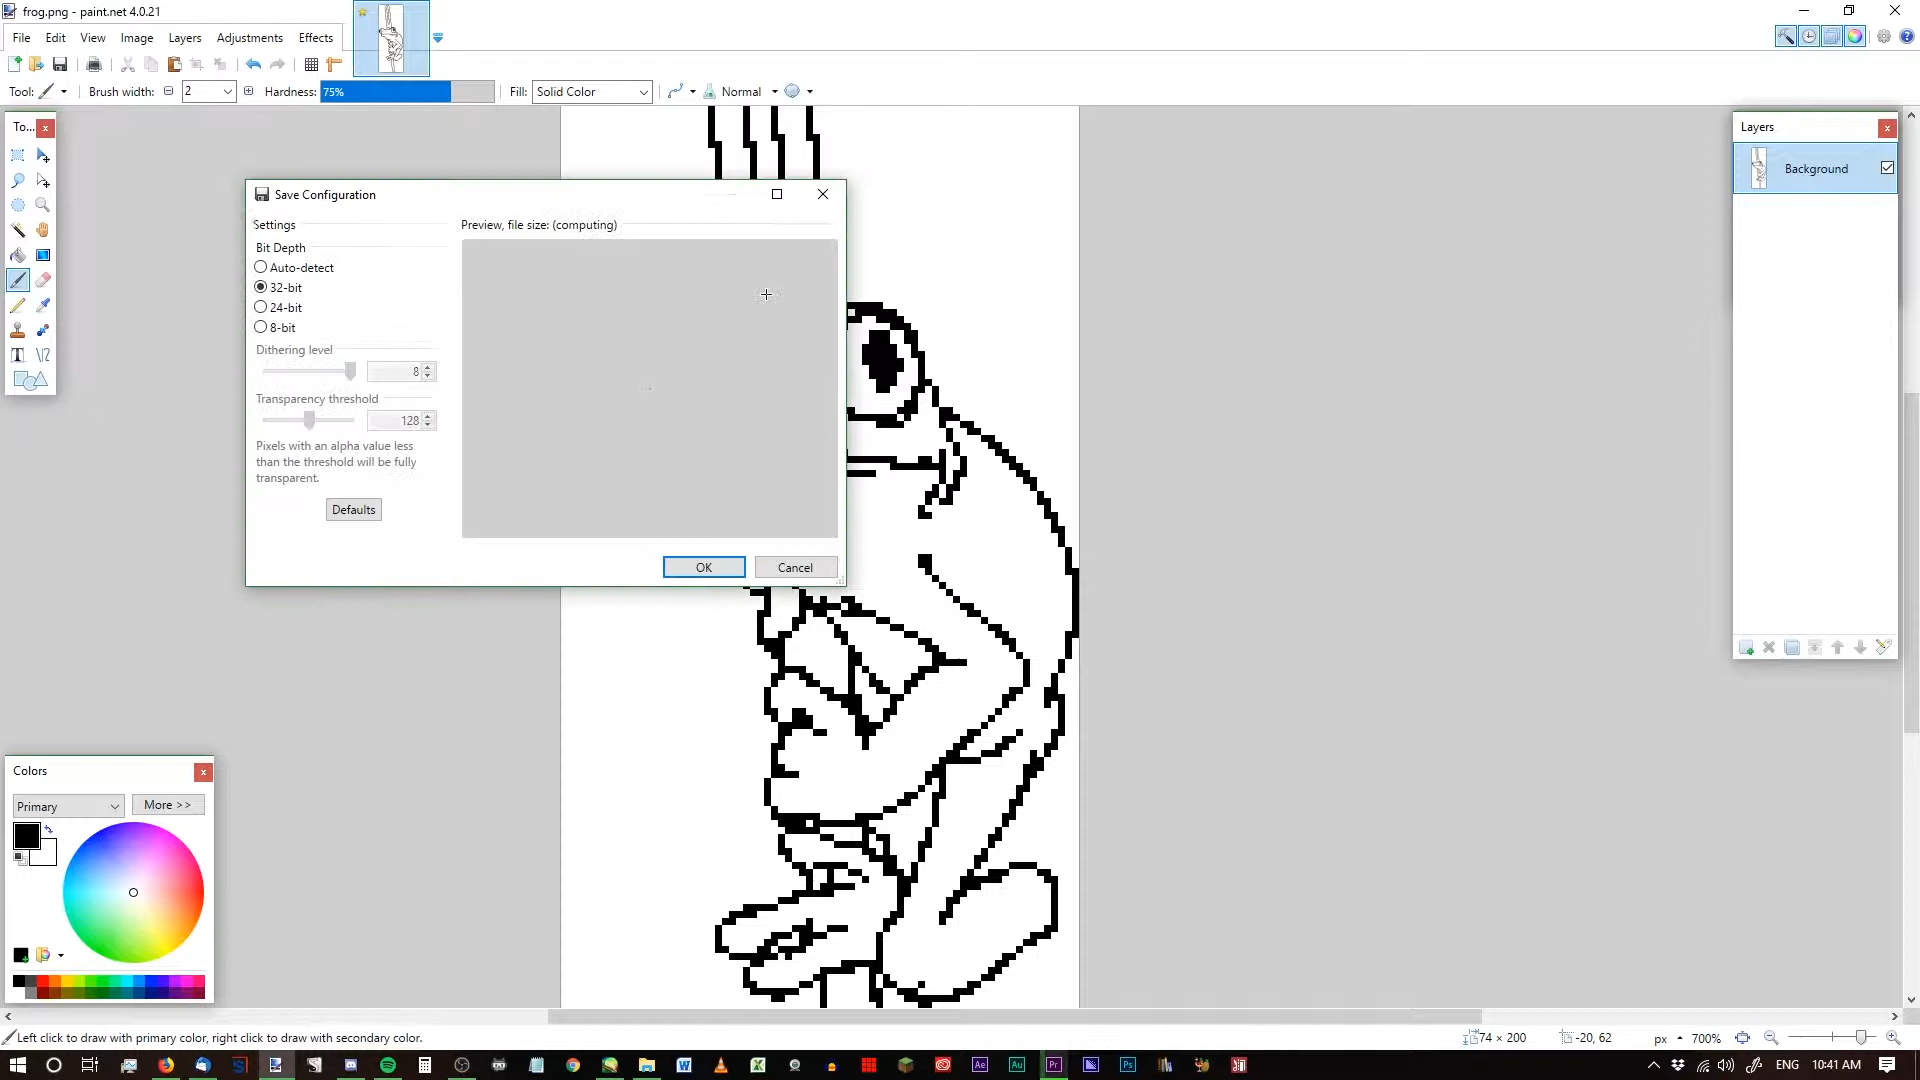 frog.png - paint.net 4.0.21
File Edit View Image Layers Adjustments Effects
Tool: Brush width: 2 Hardness: 75% Fill: Solid Color Normal
To...
Layers
Background
Save Configuration
Settings
Preview, file size: (computing)
Bit Depth
Auto-detect
32-bit
24-bit
8-bit
Dithering level
8
Transparency threshold
128
Pixels with an alpha value less
than the threshold will be fully
transparent.
Defaults
OK Cancel
Colors
Primary More >>
Left click to draw with primary color, right click to draw with secondary color.
74 × 200 -20, 62 px 700%
ENG 10:41 AM